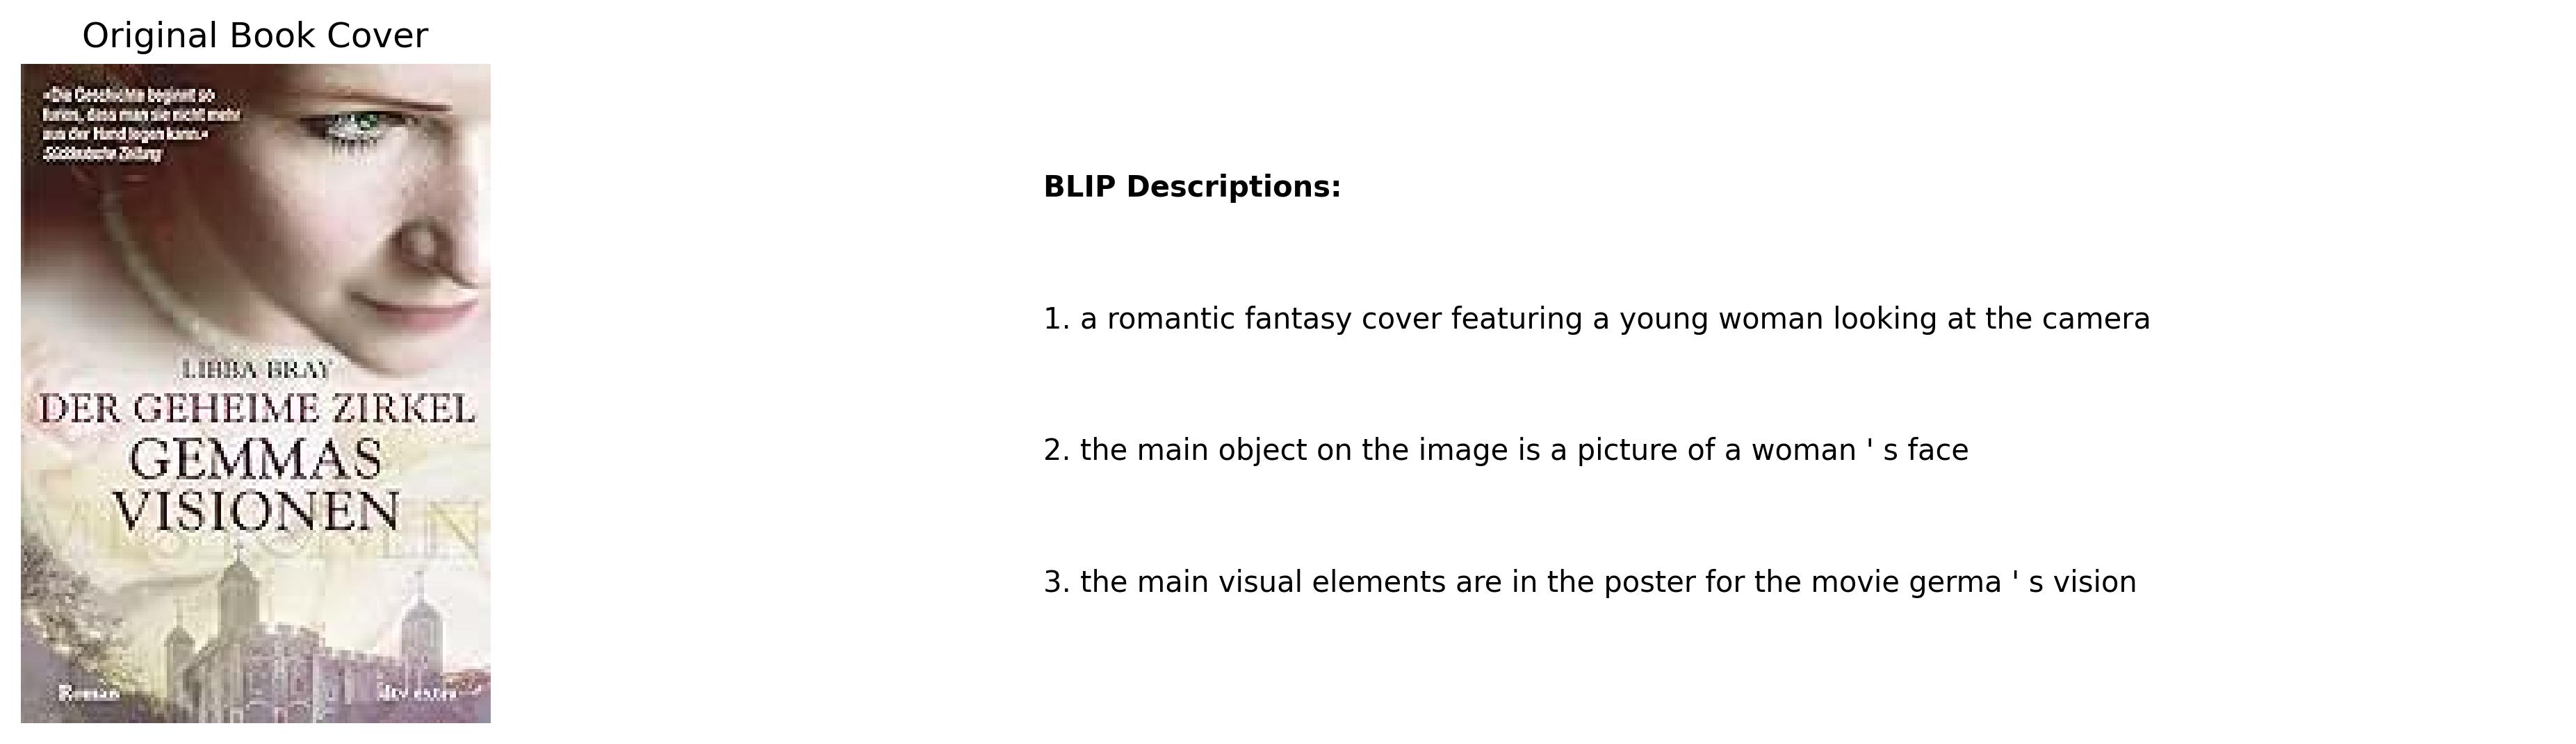 Original Book Cover
«Die Geschichte beginnt so
furios, dass man sie nicht mehr
aus der Hand legen kann.»
Süddeutsche Zeitung
LIBBA BRAY
DER GEHEIME ZIRKEL
GEMMAS
VISIONEN
Roman
dtv extra
BLIP Descriptions:
1. a romantic fantasy cover featuring a young woman looking at the camera
2. the main object on the image is a picture of a woman ' s face
3. the main visual elements are in the poster for the movie germa ' s vision